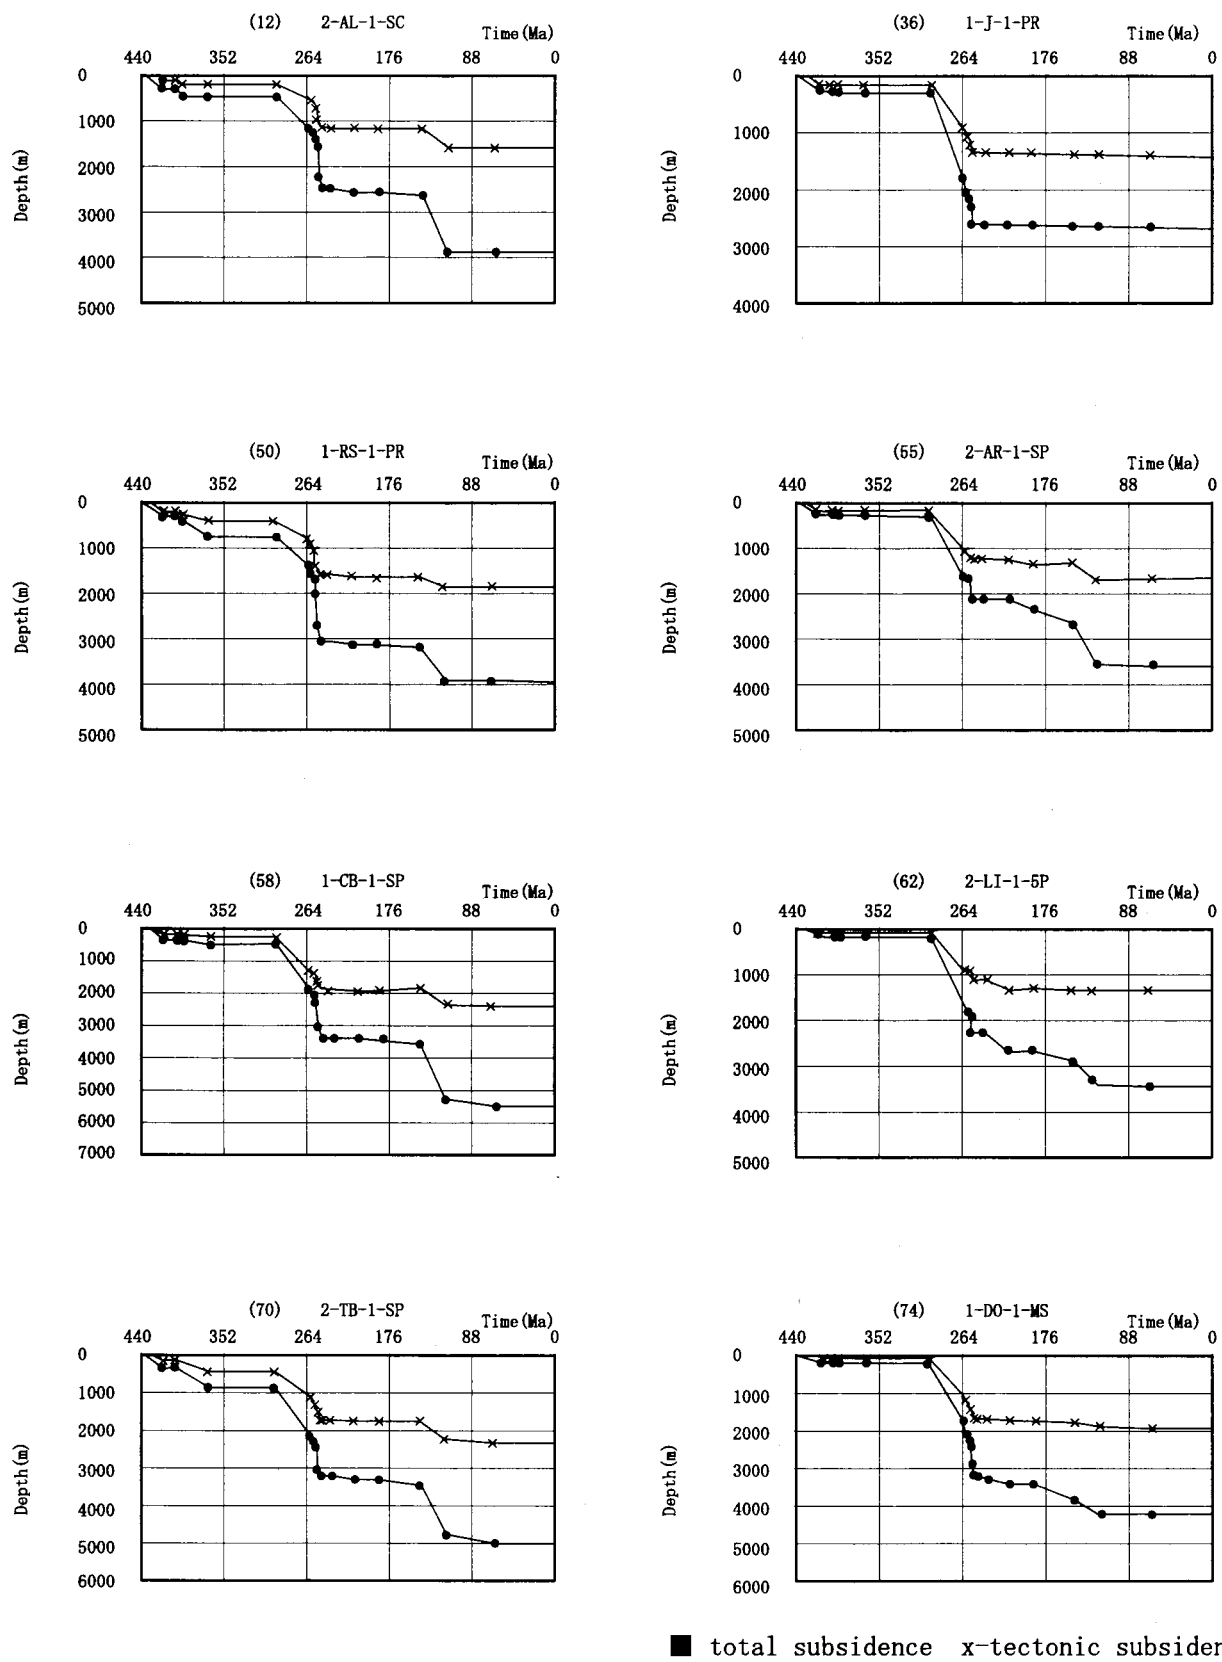 (12) 2-AL-1-SC
Time(Ma)
440 352 264 176 88 0
0
1000
2000
3000
4000
5000
Depth(m)
(36) 1-J-1-PR
Time(Ma)
440 352 264 176 88 0
0
1000
2000
3000
4000
Depth(m)
(50) 1-RS-1-PR
Time(Ma)
440 352 264 176 88 0
0
1000
2000
3000
4000
5000
Depth(m)
(55) 2-AR-1-SP
Time(Ma)
440 352 264 176 88 0
0
1000
2000
3000
4000
5000
Depth(m)
(58) 1-CB-1-SP
Time(Ma)
440 352 264 176 88 0
0
1000
2000
3000
4000
5000
6000
7000
Depth(m)
(62) 2-LI-1-5P
Time(Ma)
440 352 264 176 88 0
0
1000
2000
3000
4000
5000
Depth(m)
(70) 2-TB-1-SP
Time(Ma)
440 352 264 176 88 0
0
1000
2000
3000
4000
5000
6000
Depth(m)
(74) 1-DO-1-MS
Time(Ma)
440 352 264 176 88 0
0
1000
2000
3000
4000
5000
6000
Depth(m)
total subsidence x-tectonic subsider